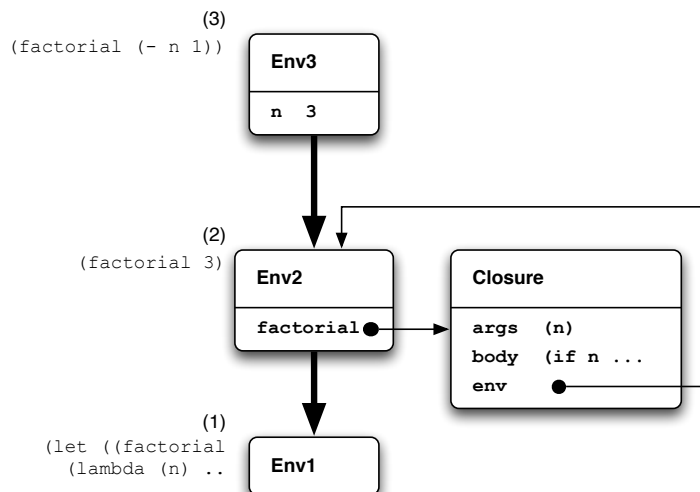 (3)
(factorial (- n 1))
Env3
n 3
(2)
(factorial 3)
Env2
factorial
Closure
args (n)
body (if n ...
env
(1)
(let ((factorial
(lambda (n) ..
Env1